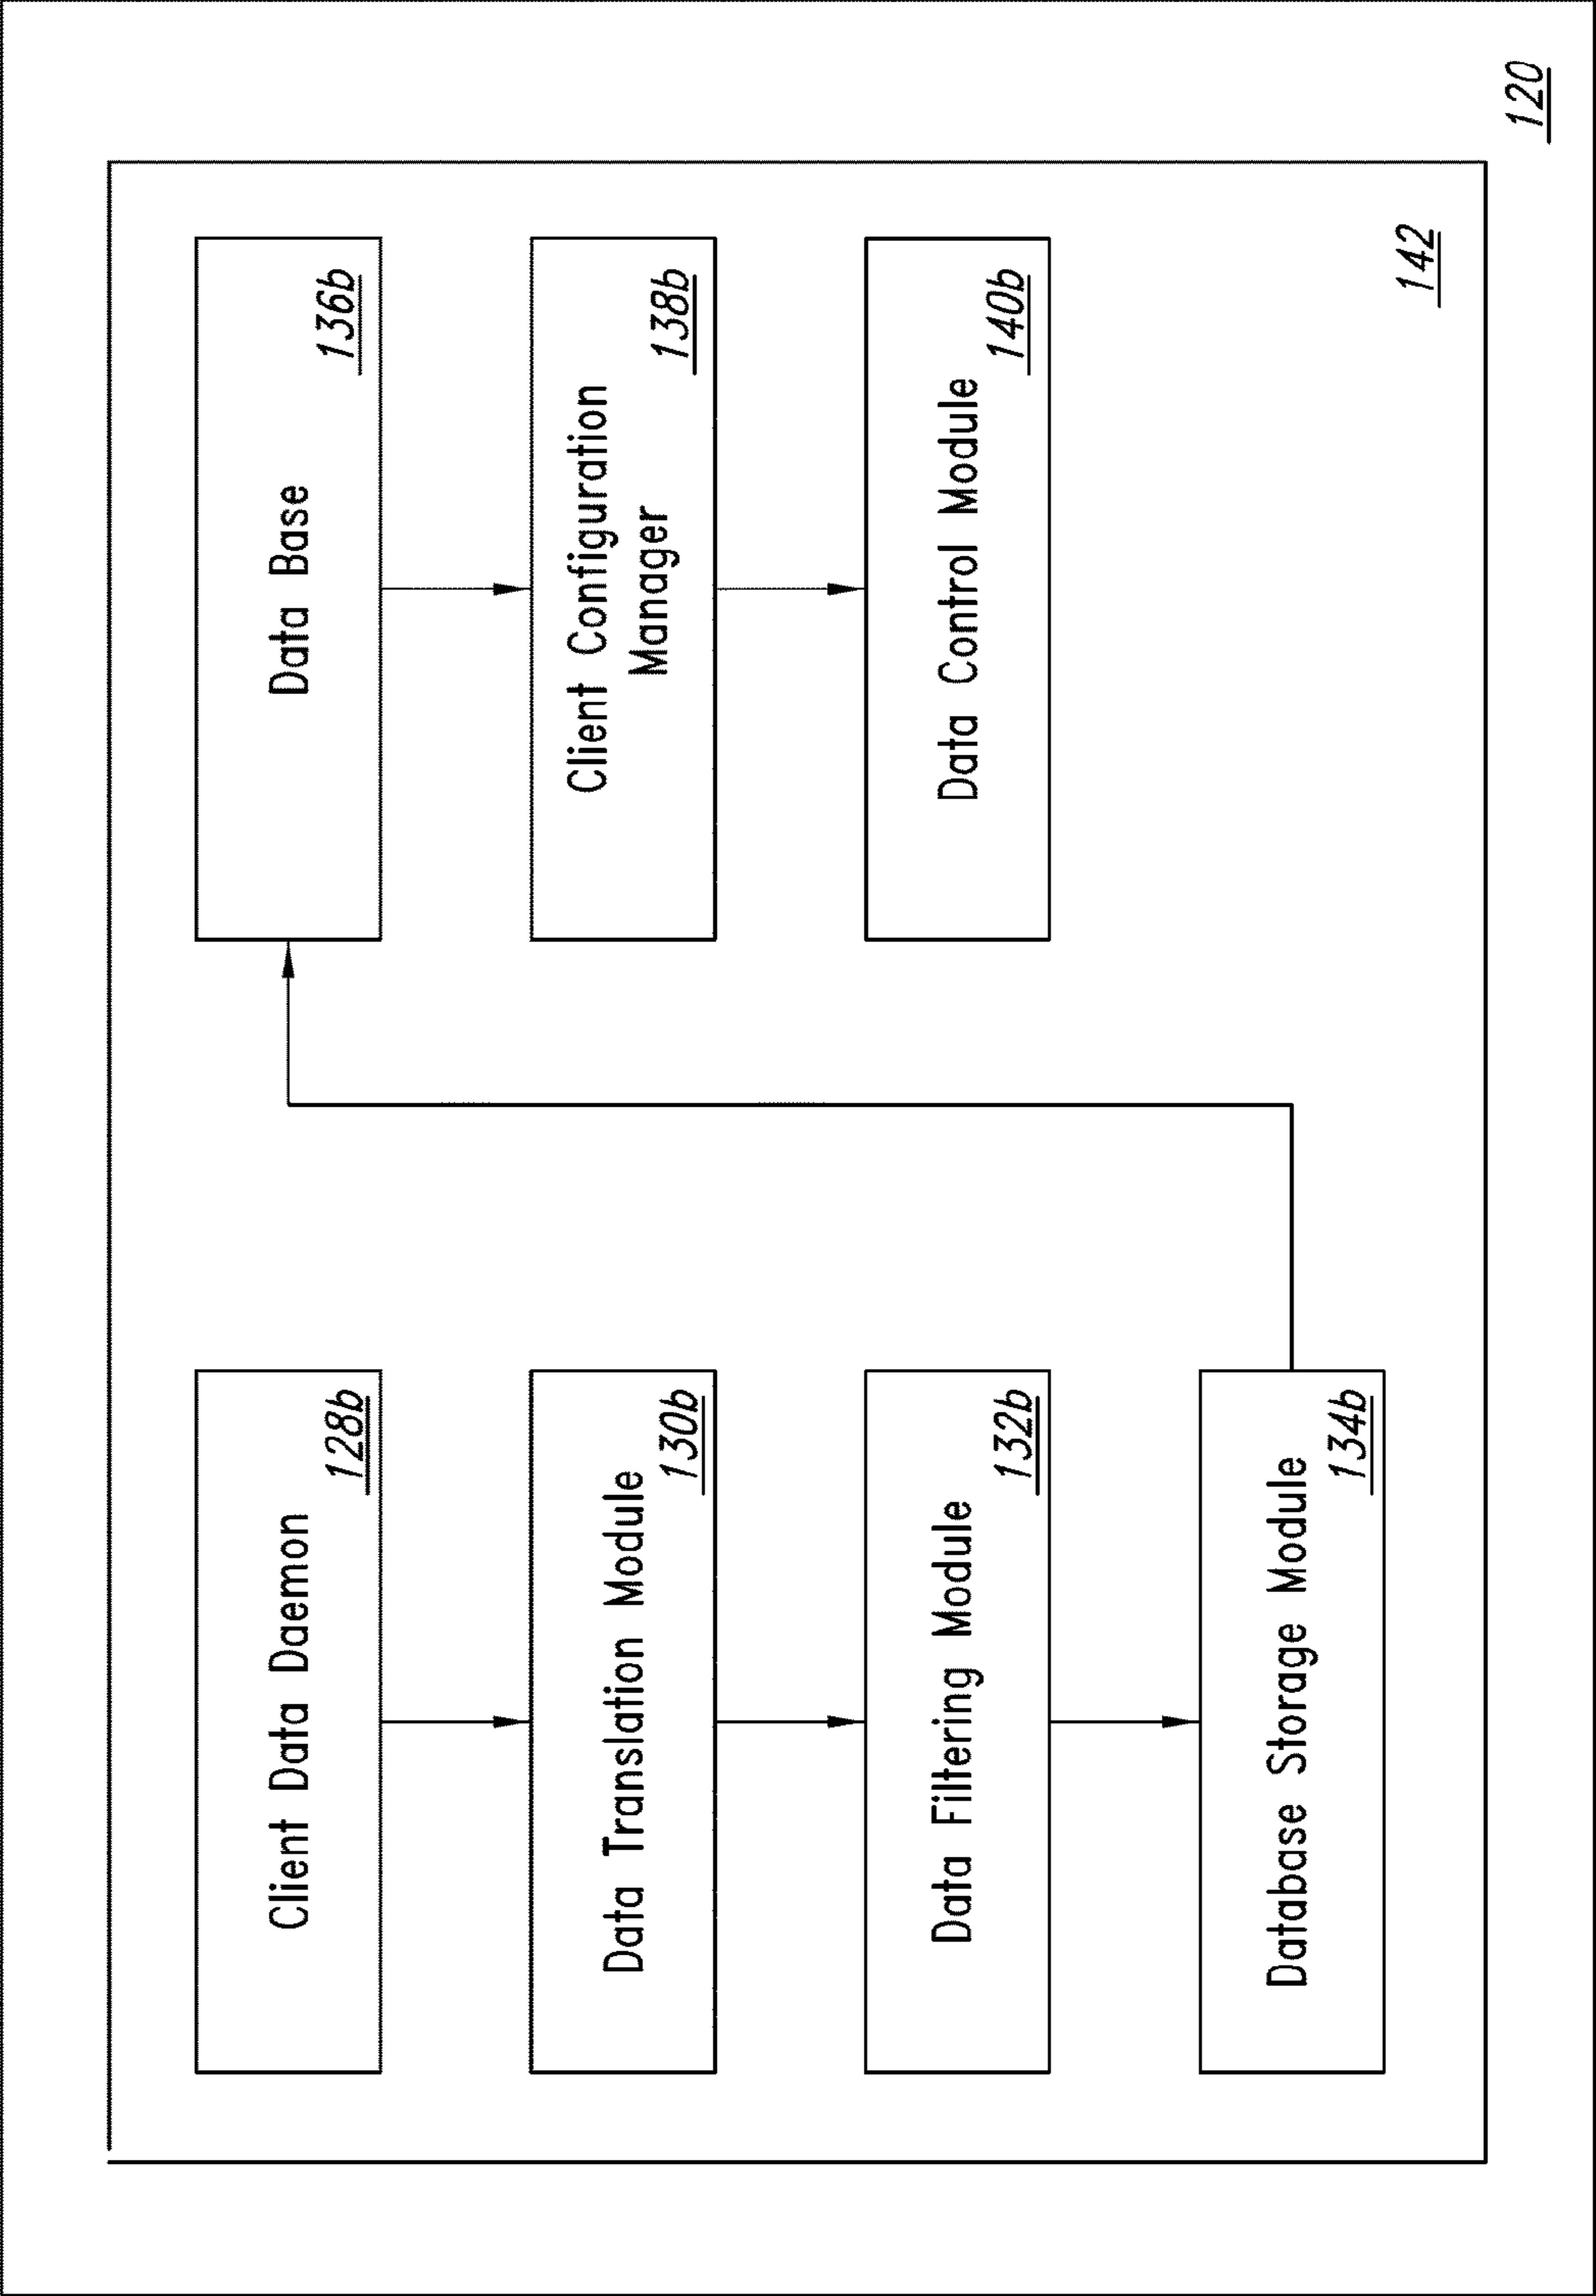 Client Data Daemon
128b
Data Translation Module
130b
Data Filtering Module
132b
Database Storage Module
134b
Data Base
136b
Client Configuration
Manager
138b
Data Control Module
140b
142
120